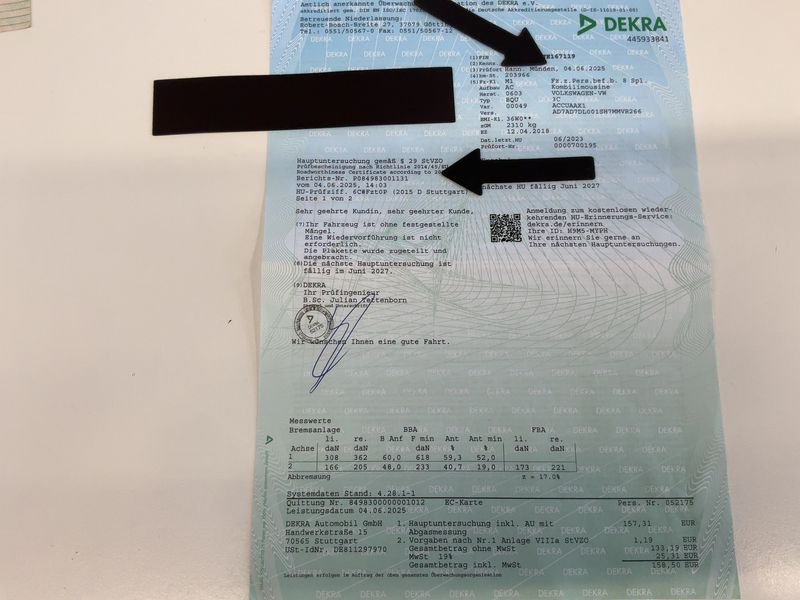 Amtlich anerkannte Überwachungsorganisation des DEKRA e.V.
akkreditiert gem. DIN EN ISO/IEC die Deutsche Akkreditierungsstelle
Betreuende Niederlassung:
Robert-Bosch-Breite 27, 37079
Tel.: 0551/50567-0 Fax: 0551/50567-12
DEKRA
445933841
(1) FIN 167119
(2) Kennz.
(3) Prüfort Hann. Münden, 04.06.2025
(4) km-St. 203966
(5) Fz-Kl. M1 Fz.z.Pers.bef.b. 8 Spl.
Aufbau AC Kombilimousine
Herst. 0603 VOLKSWAGEN-VW
Typ BQU 3C
Var. 00049 ACCUAAX1
Vers. AD7AD7DL001SH7MMVR266
EMI-Kl. 36W0**
zGM 2310 kg
EZ 12.04.2018
Dat.letzt.HU 06/2023
Prüfort-Nr. 0000700195
Hauptuntersuchung gemäß § 29 StVZO
Prüfbescheinigung nach Richtlinie 2014/45/EU
Roadworthiness Certificate according to
Berichts-Nr. P084983001131
vom 04.06.2025, 14:03
HU-Prüfziff. 6C8Fzt0P (2015 D Stuttgart)
nächste HU fällig Juni 2027
Seite 1 von 2
Sehr geehrte Kundin, sehr geehrter Kunde,
(7) Ihr Fahrzeug ist ohne festgestellte
Mängel.
Eine Wiedervorführung ist nicht
erforderlich.
Die Plakette wurde zugeteilt und
angebracht.
(8) Die nächste Hauptuntersuchung ist
fällig im Juni 2027.
Anmeldung zum kostenlosen wieder-
kehrenden HU-Erinnerungs-Service:
dekra.de/erinnern
Ihre ID: H9M5-MYPH
Wir erinnern Sie gerne an
Ihre nächsten Hauptuntersuchungen.
(9) DEKRA
Ihr Prüfingenieur
B.Sc. Julian Tettenborn
Stempel und Unterschrift
Wir wünschen Ihnen eine gute Fahrt.
Messwerte
Bremsanlage BBA FBA
li. re. B Anf F min Ant Ant min li. re.
Achse daN daN % daN % % daN daN
1 308 362 60,0 618 59,3 52,0
2 166 205 48,0 233 40,7 19,0 173 221
Abbremsung z = 17.0%
Systemdaten Stand: 4.28.1-1
Quittung Nr. 8498300000001012 EC-Karte Pers. Nr. 052175
Leistungsdatum 04.06.2025
DEKRA Automobil GmbH 1. Hauptuntersuchung inkl. AU mit 157,31 EUR
Handwerkstraße 15 Abgasmessung
70565 Stuttgart 2. Vorgaben nach Nr.1 Anlage VIIIa StVZO 1,19 EUR
USt-IdNr. DE811297970 Gesamtbetrag ohne MwSt 133,19 EUR
MwSt 19% 25,31 EUR
Gesamtbetrag inkl. MwSt 158,50 EUR
Leistungen erfolgen im Auftrag der oben genannten Überwachungsorganisation